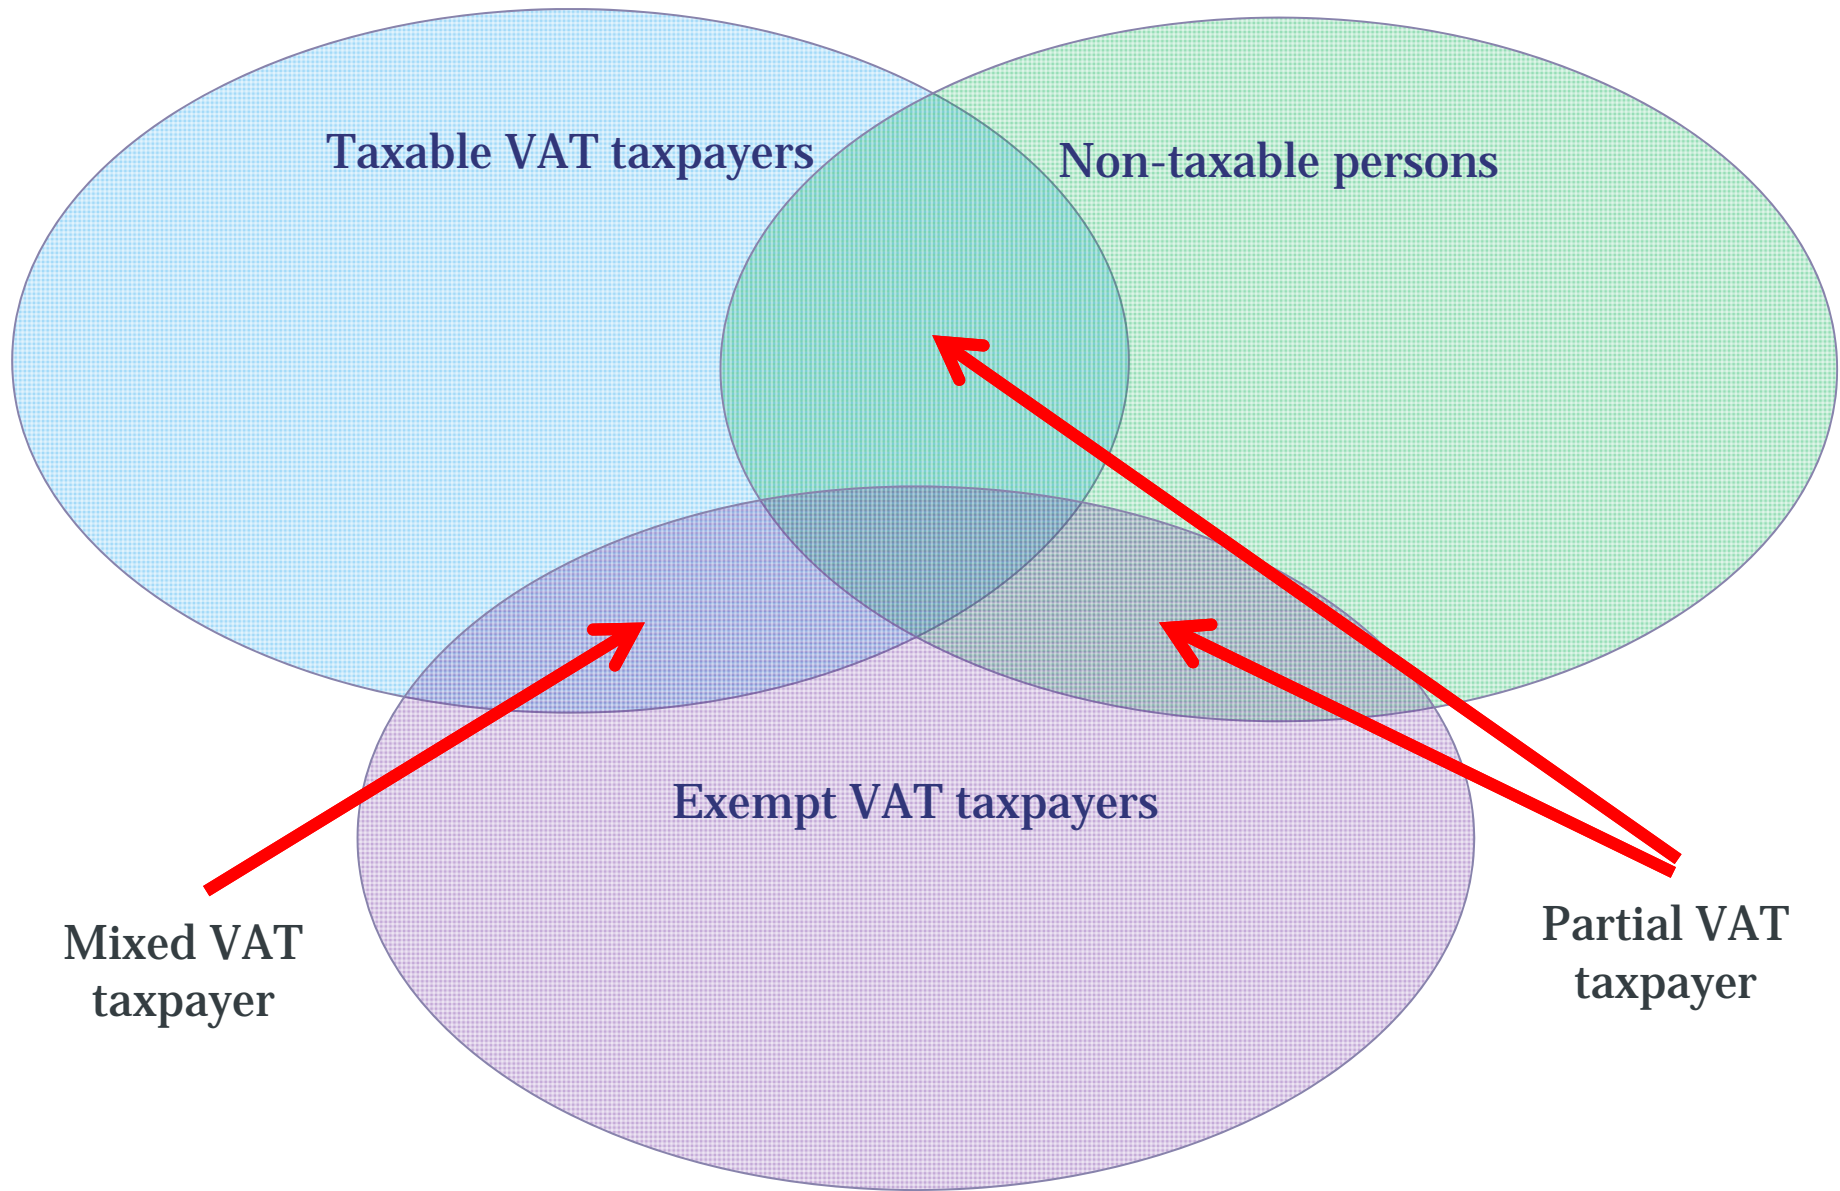 Taxable VAT taxpayers
Non-taxable persons
Exempt VAT taxpayers
Mixed VAT
taxpayer
Partial VAT
taxpayer